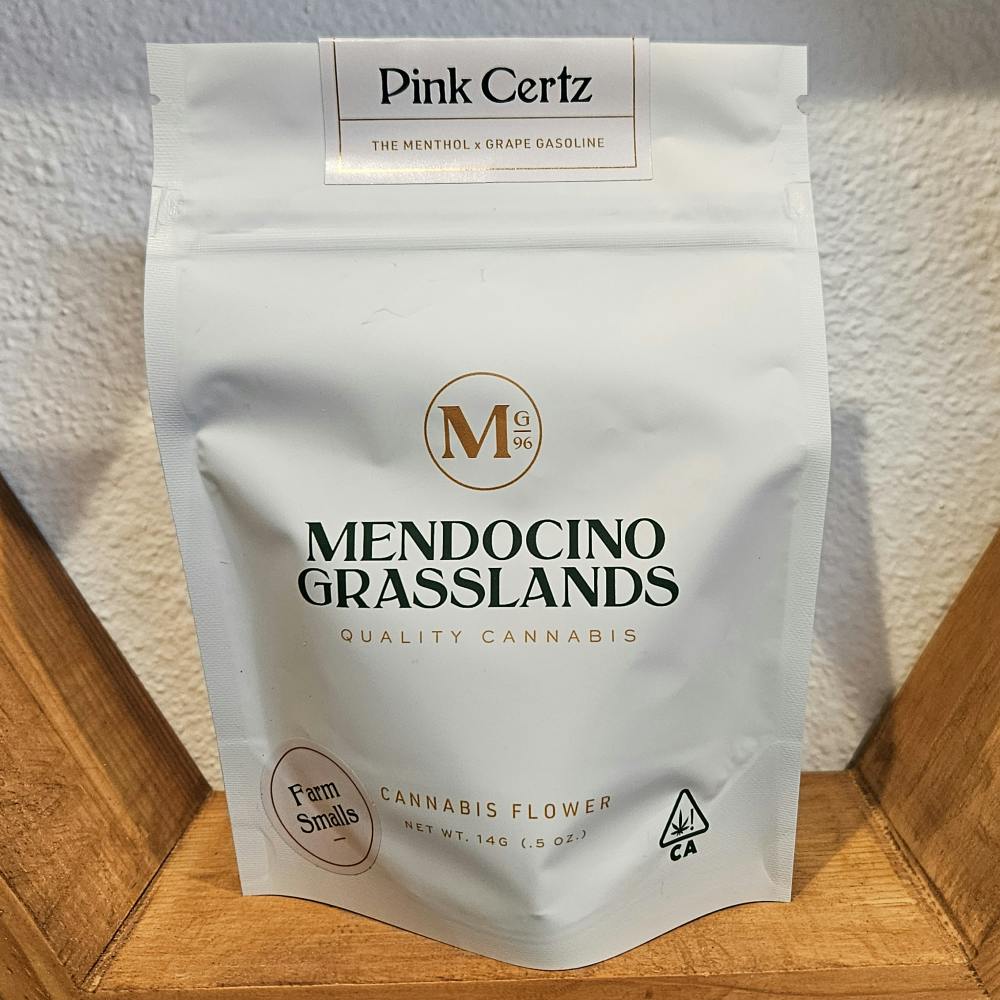 Pink Certz
THE MENTHOL x GRAPE GASOLINE
M G 96
MENDOCINO
GRASSLANDS
QUALITY CANNABIS
Farm
Smalls
CANNABIS FLOWER
NET WT. 14G (.5 OZ.)
!
CA